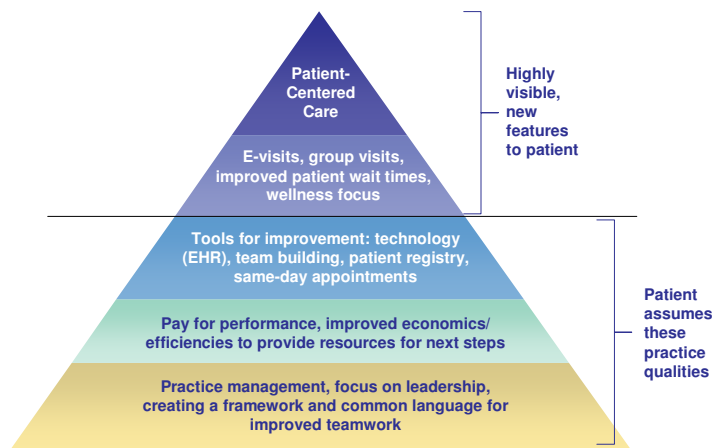 Patient-
Centered
Care
Highly
visible,
new
features
to patient
E-visits, group visits,
improved patient wait times,
wellness focus
Tools for improvement: technology
(EHR), team building, patient registry,
same-day appointments
Patient
assumes
these
practice
qualities
Pay for performance, improved economics/
efficiencies to provide resources for next steps
Practice management, focus on leadership,
creating a framework and common language for
improved teamwork